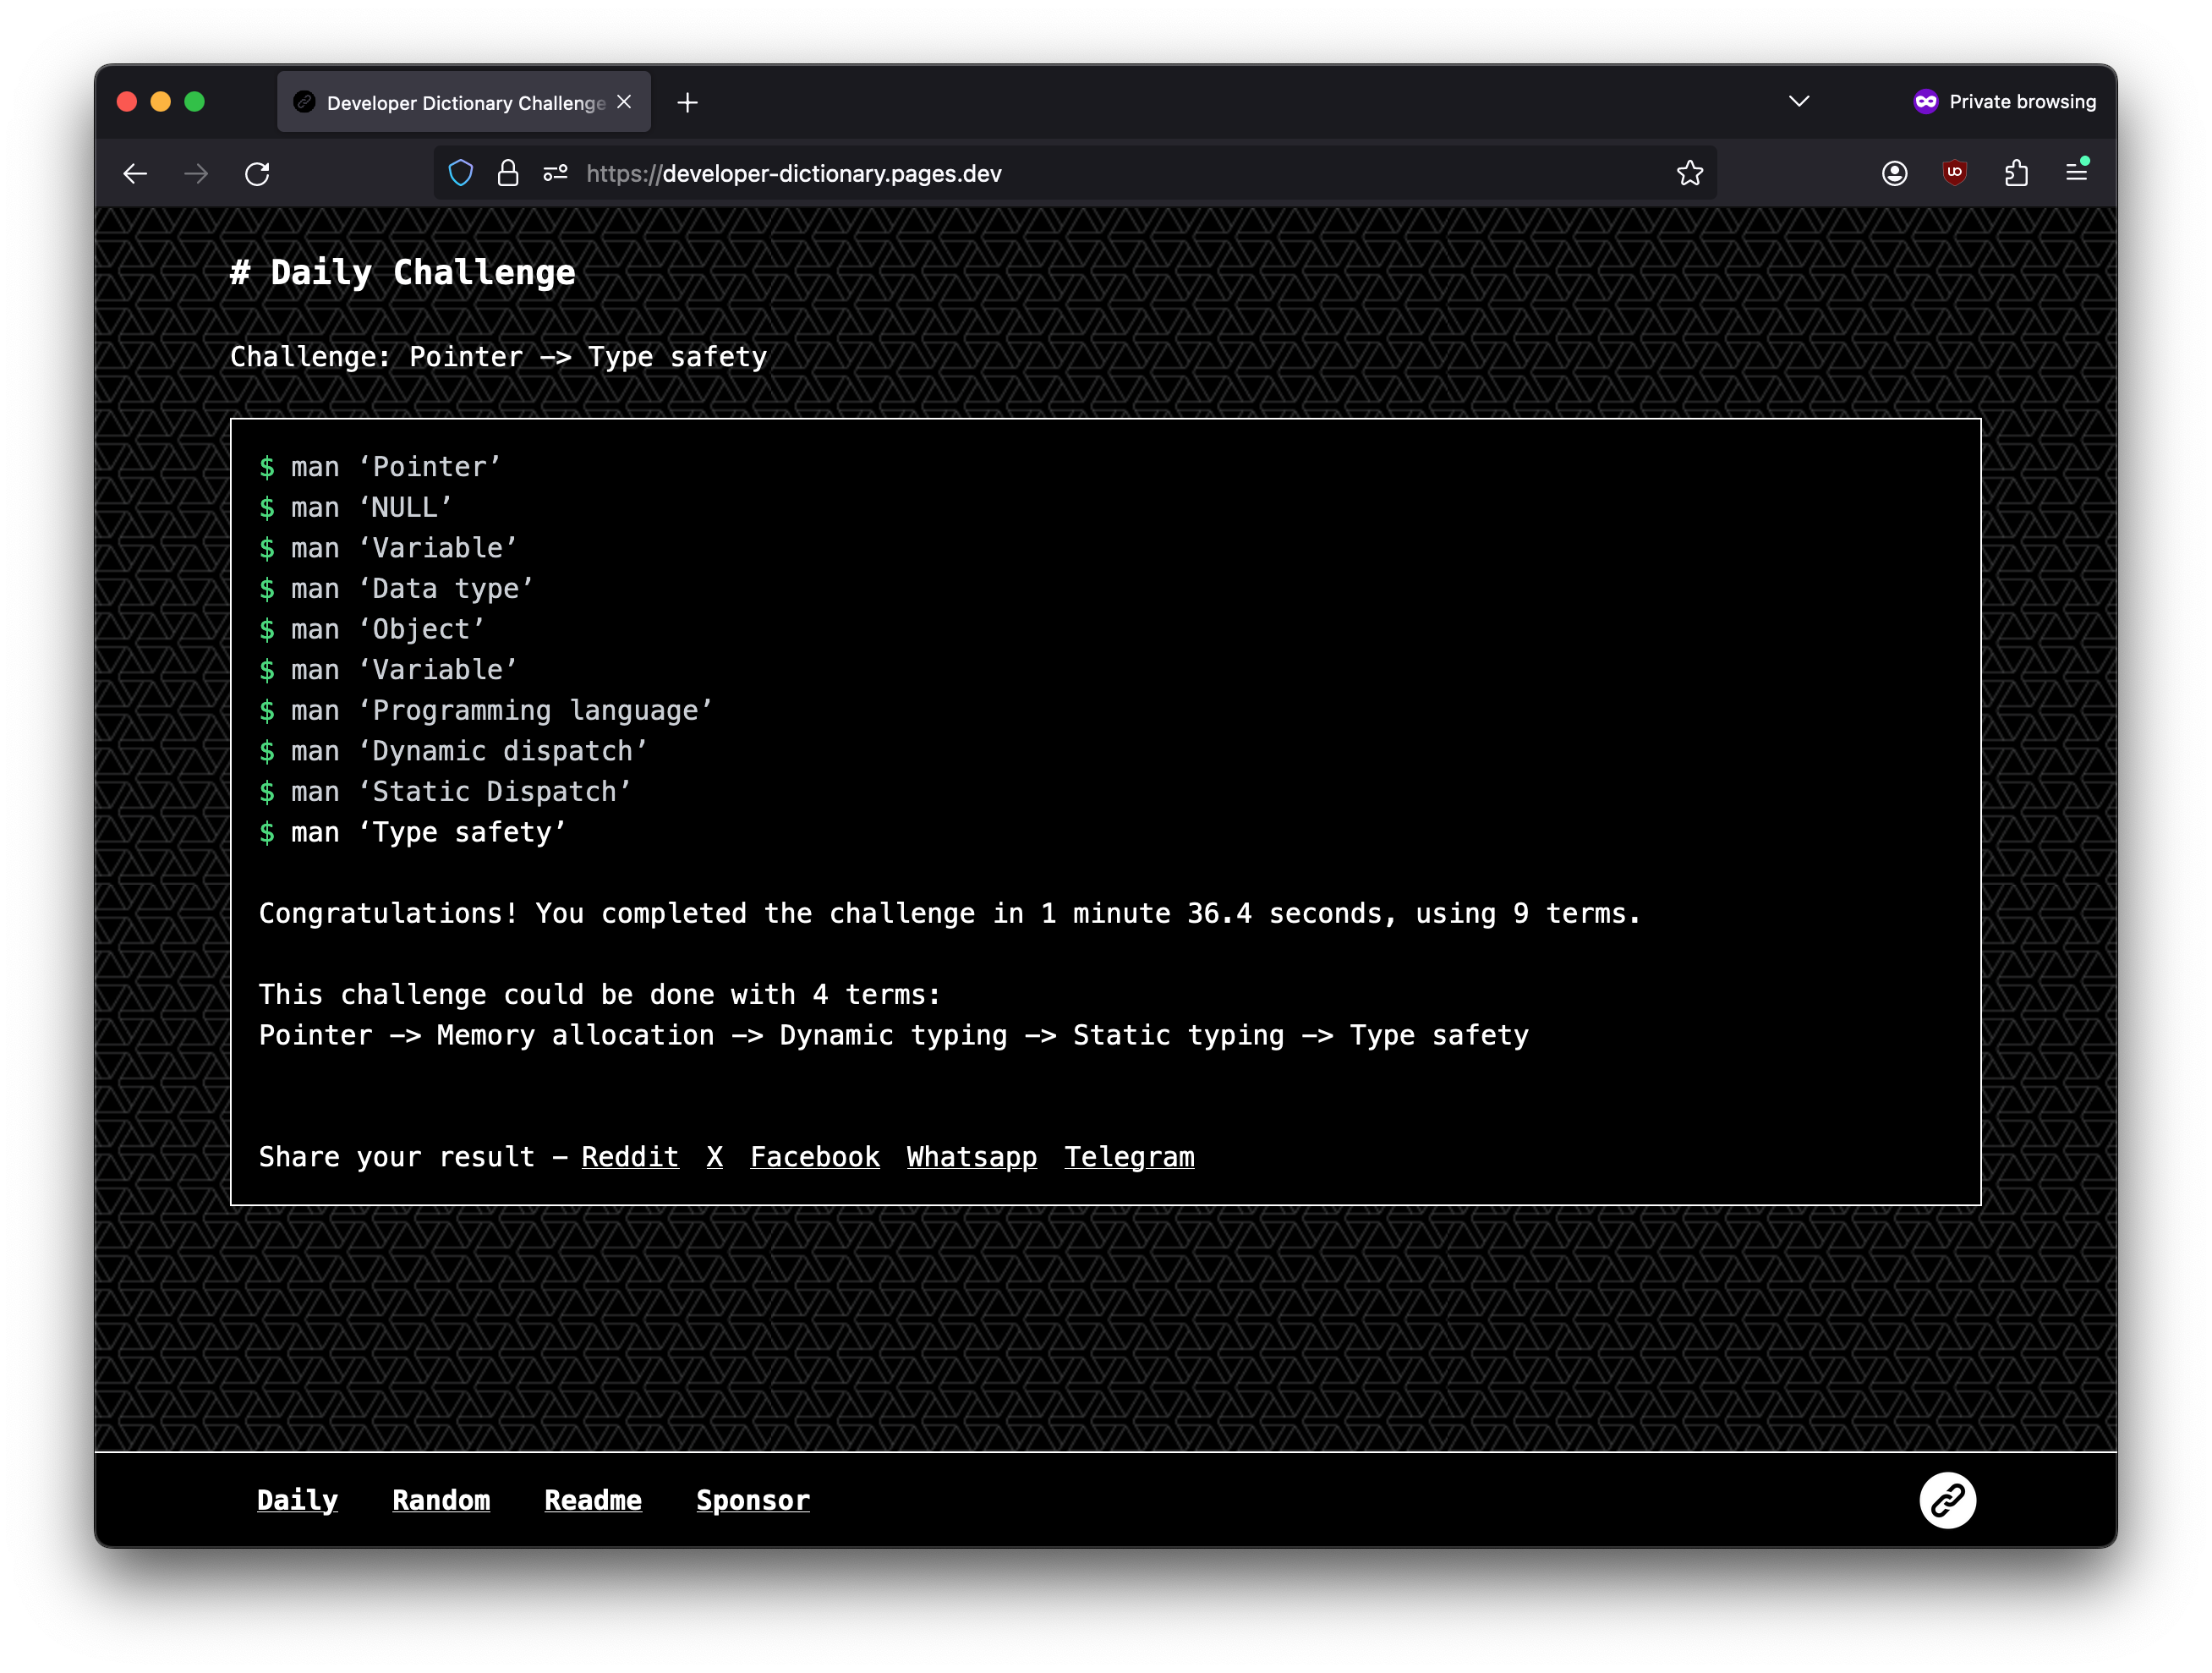 Developer Dictionary Challenge
Private browsing
https://developer-dictionary.pages.dev
# Daily Challenge
Challenge: Pointer —> Type safety
$ man ‘Pointer’
$ man ‘NULL’
$ man ‘Variable’
$ man ‘Data type’
$ man ‘Object’
$ man ‘Variable’
$ man ‘Programming language’
$ man ‘Dynamic dispatch’
$ man ‘Static Dispatch’
$ man ‘Type safety’
Congratulations! You completed the challenge in 1 minute 36.4 seconds, using 9 terms.
This challenge could be done with 4 terms:
Pointer —> Memory allocation —> Dynamic typing —> Static typing —> Type safety
Share your result — Reddit X Facebook Whatsapp Telegram
Daily Random Readme Sponsor